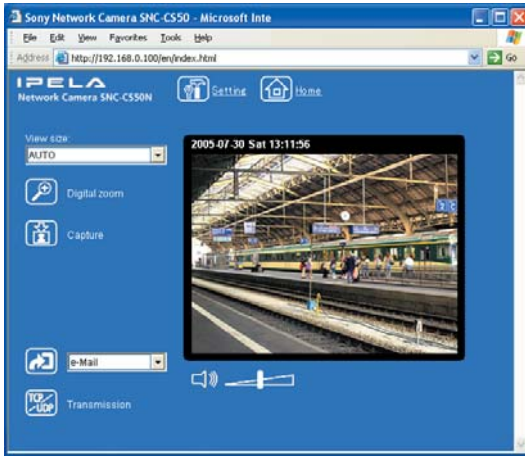 Sony Network Camera SNC-CS50 - Microsoft Inte
File Edit View Favorites Tools Help
Address http://192.168.0.100/en/index.html Go
IPELA
Network Camera SNC-CS50N
Setting
Home
View size:
AUTO
2005-07-30 Sat 13:11:56
Digital zoom
Capture
2 C
e-Mail
TCP/UDP
Transmission